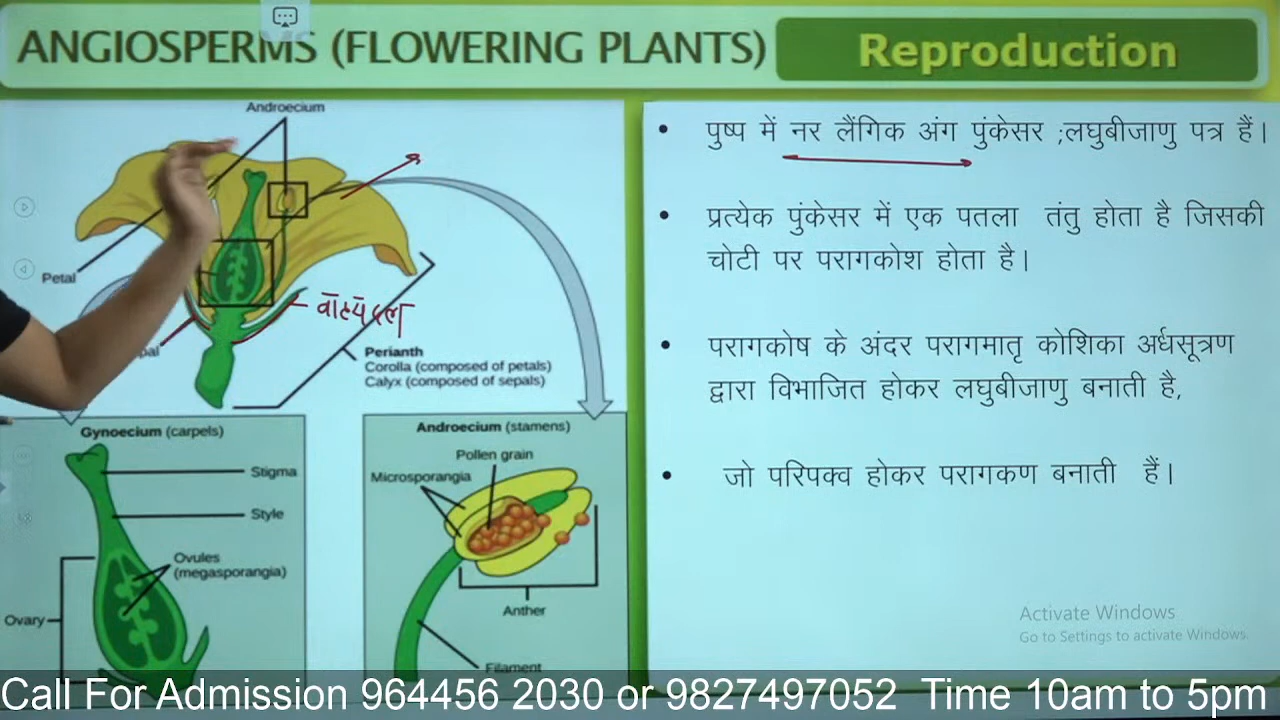 ANGIOSPERMS (FLOWERING PLANTS)
Reproduction
Androecium
Petal
pal
वाह्य दल
Perianth
Corolla (composed of petals)
Calyx (composed of sepals)
Gynoecium (carpels)
Stigma
Style
Ovules
(megasporangia)
Ovary
Androecium (stamens)
Pollen grain
Microsporangia
Anther
Filament
• पुष्प में नर लैंगिक अंग पुंकेसर ;लघुबीजाणु पत्र हैं।
• प्रत्येक पुंकेसर में एक पतला तंतु होता है जिसकी
चोटी पर परागकोश होता है।
• परागकोष के अंदर परागमातृ कोशिका अर्धसूत्रण
द्वारा विभाजित होकर लघुबीजाणु बनाती है,
• जो परिपक्व होकर परागकण बनाती हैं।
Activate Windows
Go to Settings to activate Windows.
Call For Admission 964456 2030 or 9827497052 Time 10am to 5pm